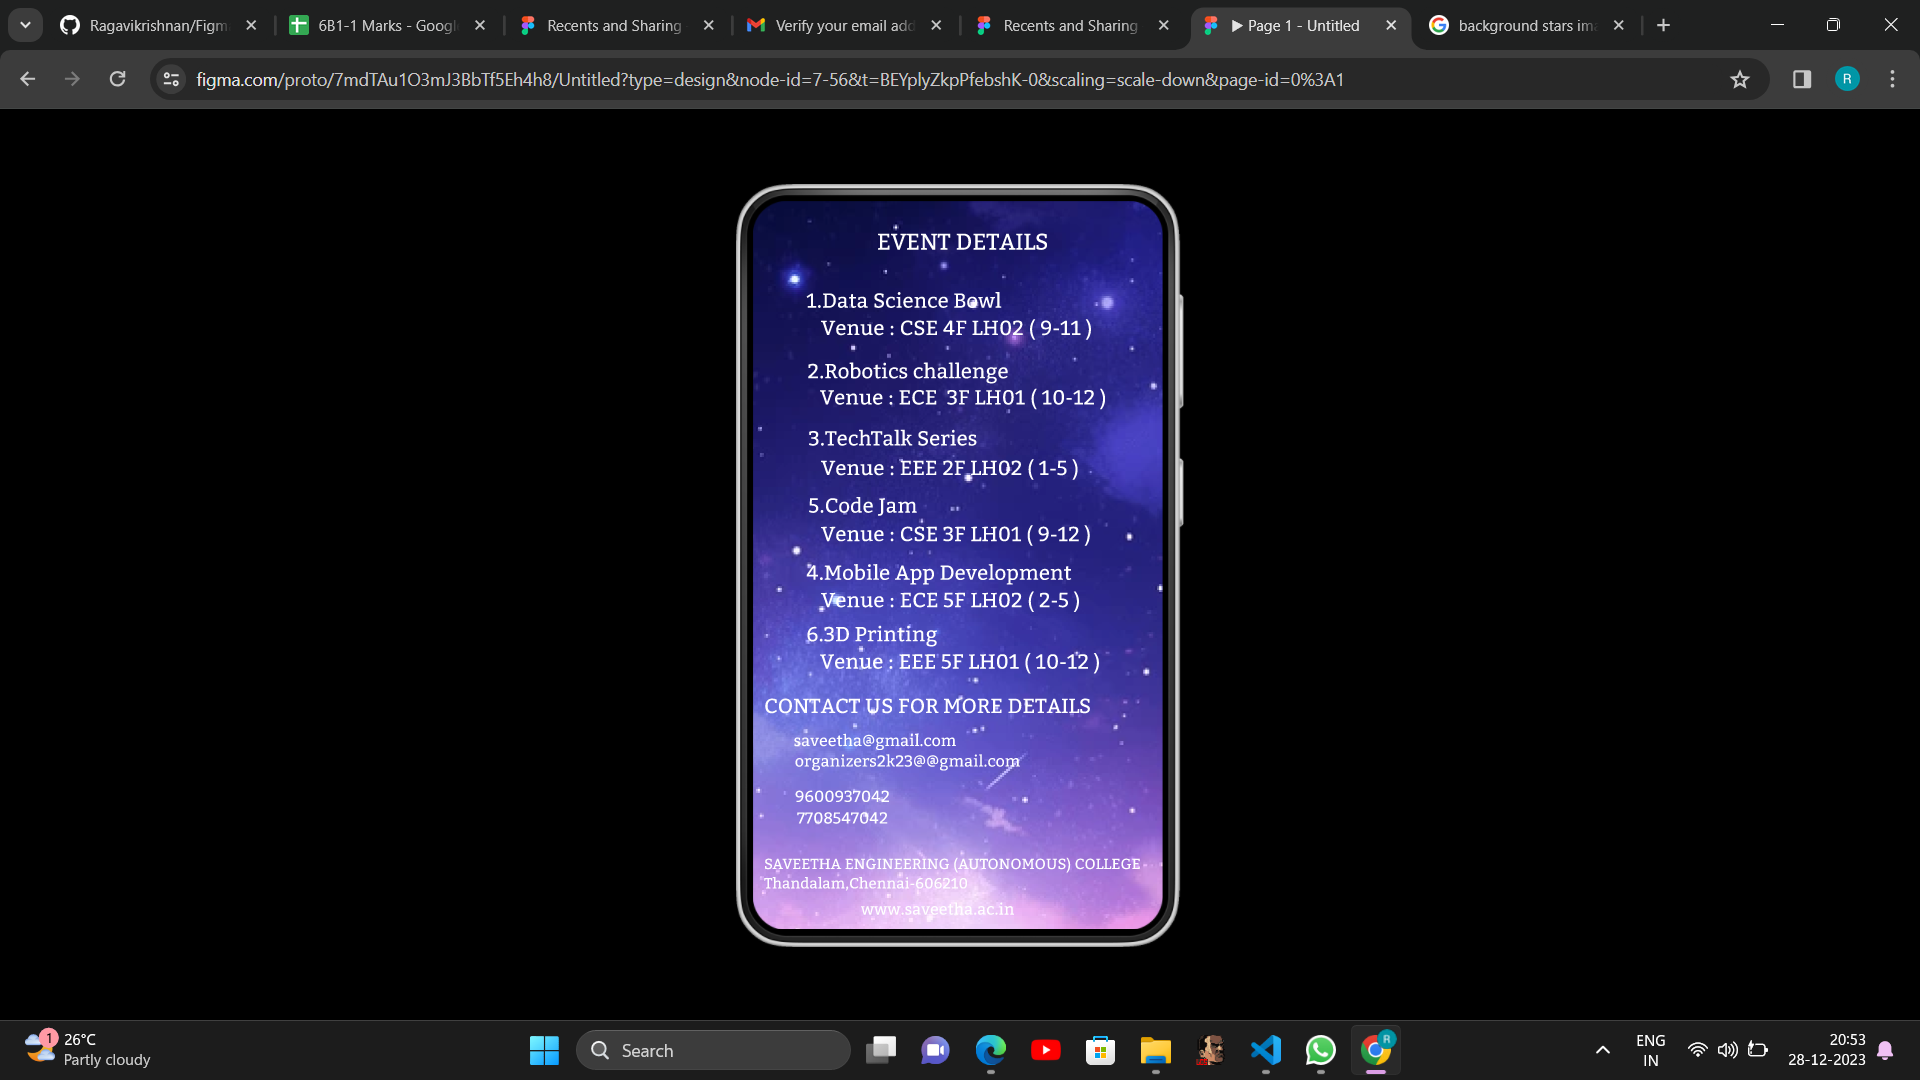 Ragavikrishnan/Figm
6B1-1 Marks - Google
Recents and Sharing
Verify your email add
Recents and Sharing
▶ Page 1 - Untitled
background stars ima
figma.com/proto/7mdTAu1O3mJ3BbTf5Eh4h8/Untitled?type=design&node-id=7-56&t=BEYplyZkpPfebshK-0&scaling=scale-down&page-id=0%3A1
R
EVENT DETAILS
1.Data Science Bowl
Venue : CSE 4F LH02 ( 9-11 )
2.Robotics challenge
Venue : ECE 3F LH01 ( 10-12 )
3.TechTalk Series
Venue : EEE 2F LH02 ( 1-5 )
5.Code Jam
Venue : CSE 3F LH01 ( 9-12 )
4.Mobile App Development
Venue : ECE 5F LH02 ( 2-5 )
6.3D Printing
Venue : EEE 5F LH01 ( 10-12 )
CONTACT US FOR MORE DETAILS
saveetha@gmail.com
organizers2k23@@gmail.com
9600937042
7708547042
SAVEETHA ENGINEERING (AUTONOMOUS) COLLEGE
Thandalam,Chennai-606210
www.saveetha.ac.in
1
26°C
Partly cloudy
Search
R
ENG
IN
20:53
28-12-2023